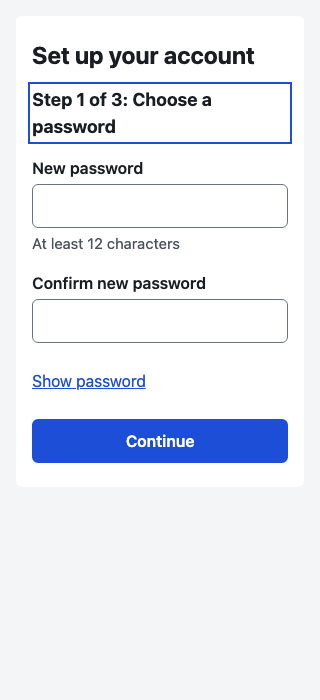 Set up your account
Step 1 of 3: Choose a
password
New password
At least 12 characters
Confirm new password
Show password
Continue